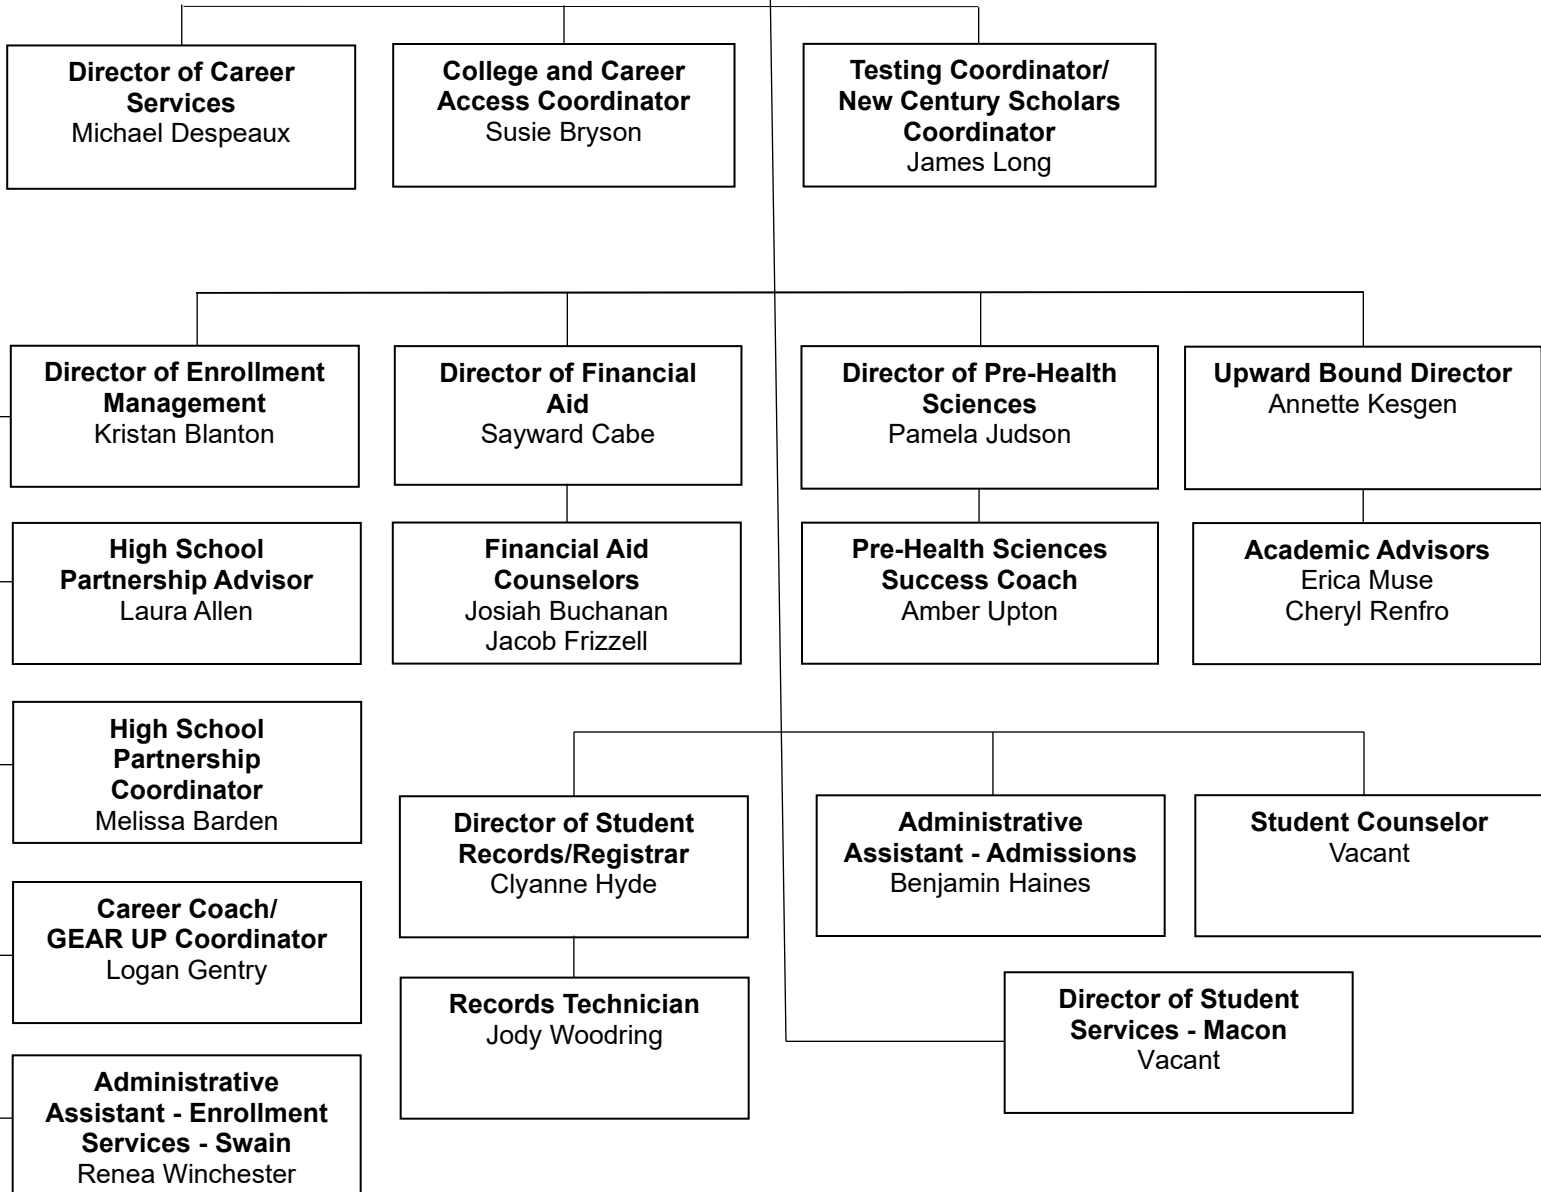 Director of Career
Services
Michael Despeaux
College and Career
Access Coordinator
Susie Bryson
Testing Coordinator/
New Century Scholars
Coordinator
James Long
Director of Enrollment
Management
Kristan Blanton
Director of Financial
Aid
Sayward Cabe
Director of Pre-Health
Sciences
Pamela Judson
Upward Bound Director
Annette Kesgen
High School
Partnership Advisor
Laura Allen
Financial Aid
Counselors
Josiah Buchanan
Jacob Frizzell
Pre-Health Sciences
Success Coach
Amber Upton
Academic Advisors
Erica Muse
Cheryl Renfro
High School
Partnership
Coordinator
Melissa Barden
Director of Student
Records/Registrar
Clyanne Hyde
Administrative
Assistant - Admissions
Benjamin Haines
Student Counselor
Vacant
Career Coach/
GEAR UP Coordinator
Logan Gentry
Records Technician
Jody Woodring
Director of Student
Services - Macon
Vacant
Administrative
Assistant - Enrollment
Services - Swain
Renea Winchester